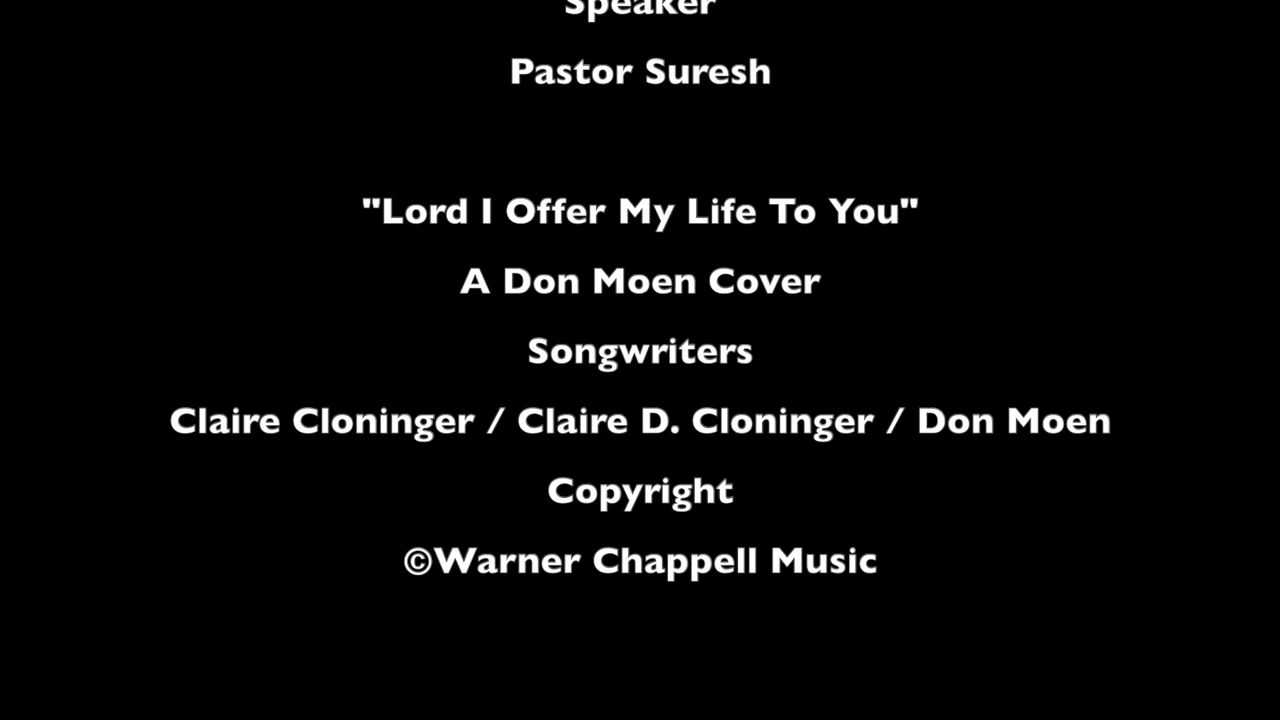 Speaker
Pastor Suresh
"Lord I Offer My Life To You"
A Don Moen Cover
Songwriters
Claire Cloninger / Claire D. Cloninger / Don Moen
Copyright
©Warner Chappell Music